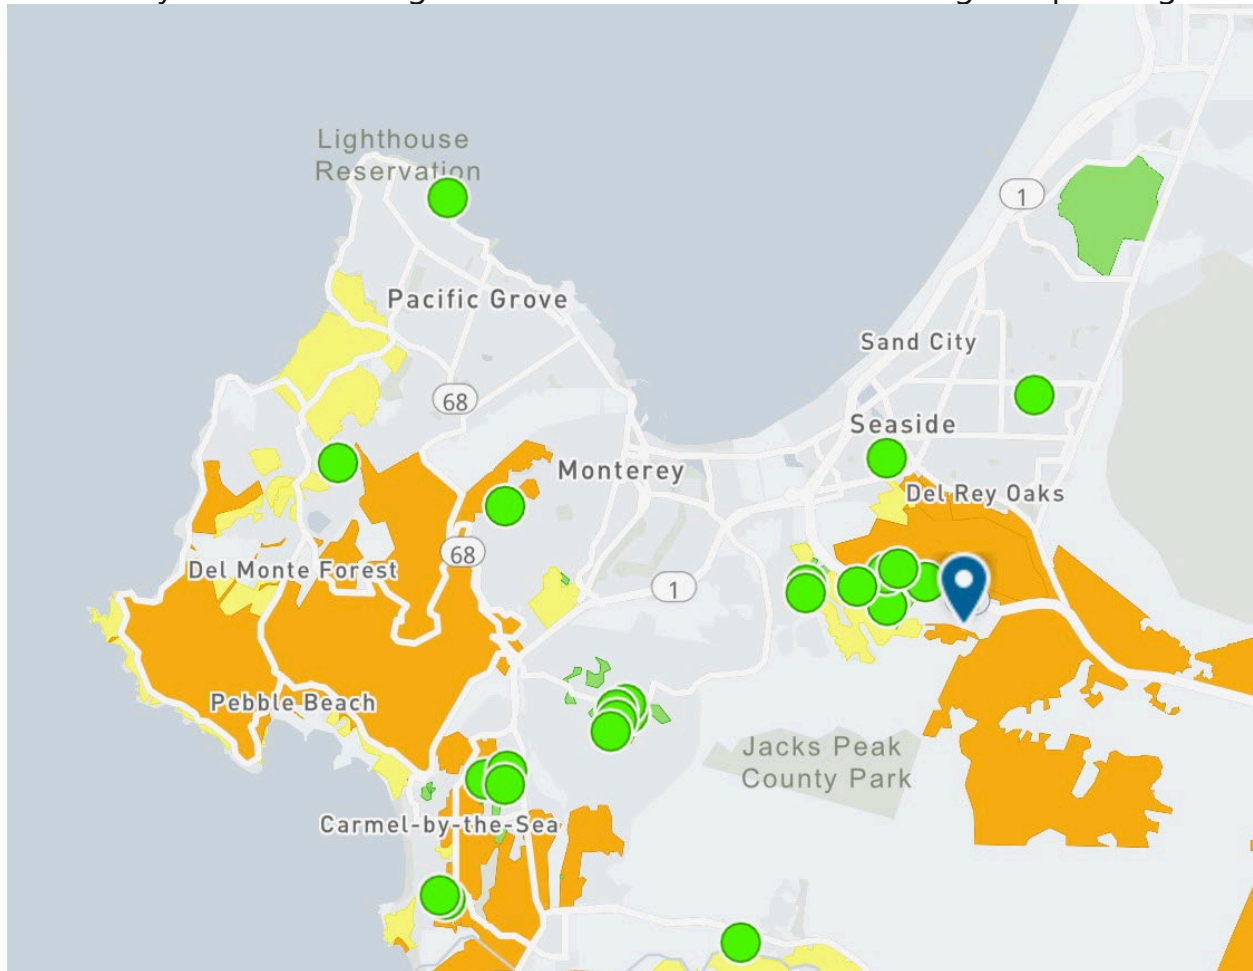 Lighthouse
Reservation
1
Pacific Grove
Sand City
68
Seaside
Monterey
Del Rey Oaks
68
Del Monte Forest
1
Pebble Beach
Jacks Peak
County Park
Carmel-by-the-Sea